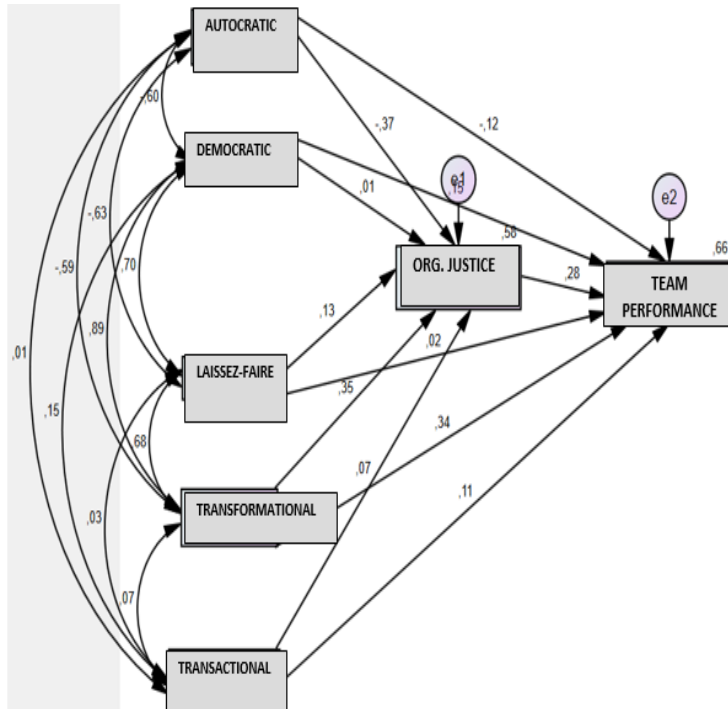 AUTOCRATIC
-,60
-,37
-,12
DEMOCRATIC
,01
e1
,15
e2
-,63
,58
,66
-,59
,70
ORG. JUSTICE
,28
TEAM
PERFORMANCE
,13
,89
,02
,01
LAISSEZ-FAIRE
,35
,15
,68
,34
,07
,11
TRANSFORMATIONAL
,03
,07
TRANSACTIONAL